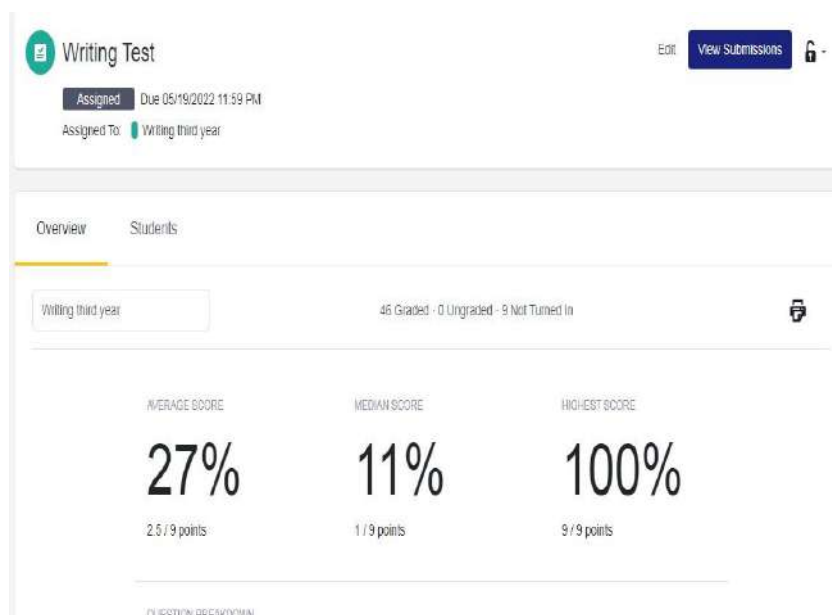 Writing Test
Edit View Submissions
Assigned Due 05/19/2022 11:59 PM
Assigned To: Writing third year
Overview Students
Writing third year 46 Graded - 0 Ungraded - 9 Not Turned In
AVERAGE SCORE MEDIAN SCORE HIGHEST SCORE
27% 11% 100%
2.5 / 9 points 1 / 9 points 9 / 9 points
QUESTION BREAKDOWN